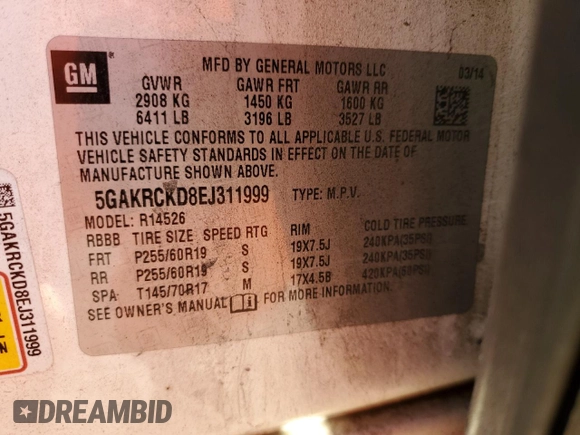 GM
MFD BY GENERAL MOTORS LLC 03/14
GVWR GAWR FRT GAWR RR
2908 KG 1450 KG 1600 KG
6411 LB 3196 LB 3527 LB
THIS VEHICLE CONFORMS TO ALL APPLICABLE U.S. FEDERAL MOTOR
VEHICLE SAFETY STANDARDS IN EFFECT ON THE DATE OF
MANUFACTURE SHOWN ABOVE.
5GAKRCKD8EJ311999 TYPE: M.P.V.
MODEL: R14526
RBBB TIRE SIZE SPEED RTG RIM COLD TIRE PRESSURE
FRT P255/60R19 S 19X7.5J 240KPA(35PSI)
RR P255/60R19 S 19X7.5J 240KPA(35PSI)
SPA T145/70R17 M 17X4.5B 420KPA(60PSI)
SEE OWNER'S MANUAL i FOR MORE INFORMATION.
5GAKRCKD8EJ311999
DREAMBID